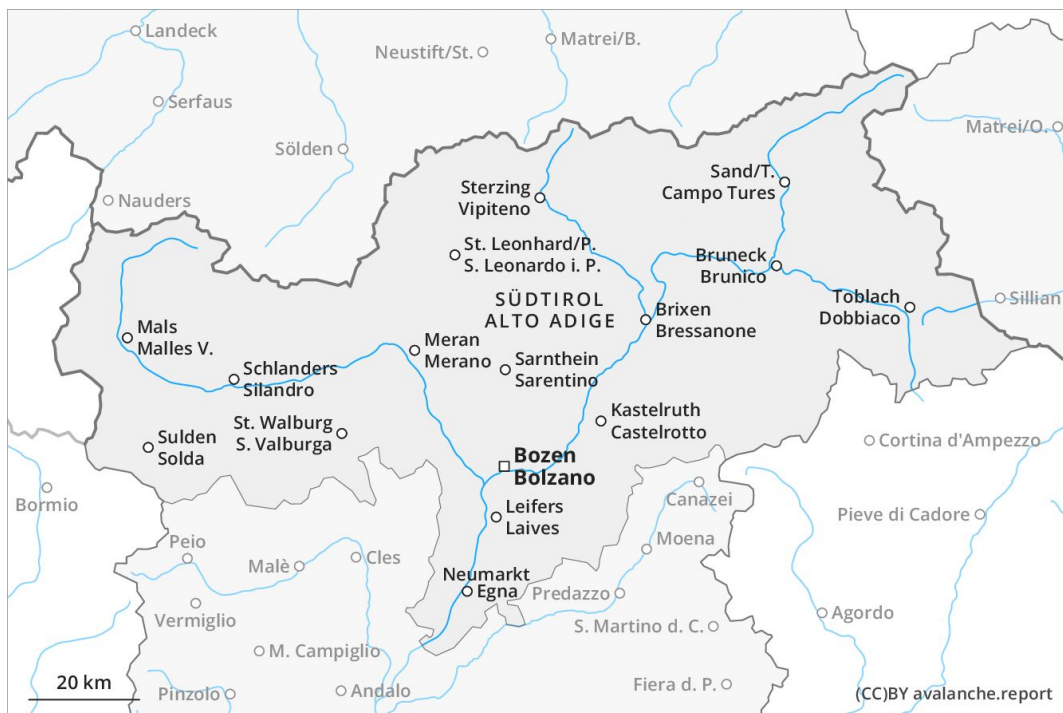 Landeck
Neustift/St.
Matrei/B.
Serfaus
Matrei/O.
Sölden
Nauders
Sand/T.
Campo Tures
Sterzing
Vipiteno
St. Leonhard/P.
S. Leonardo i. P.
Bruneck
Brunico
SÜDTIROL
ALTO ADIGE
Toblach
Dobbiaco
Sillian
Brixen
Bressanone
Mals
Malles V.
Meran
Merano
Schlanders
Silandro
Sarnthein
Sarentino
St. Walburg
S. Valburga
Kastelruth
Castelrotto
Sulden
Solda
Cortina d'Ampezzo
Bozen
Bolzano
Bormio
Canazei
Leifers
Laives
Pieve di Cadore
Moena
Peio
Malè
Cles
Neumarkt
Egna
Predazzo
Vermiglio
Agordo
S. Martino d. C.
M. Campiglio
20 km
Pinzolo
Andalo
Fiera d. P.
(CC)BY avalanche.report